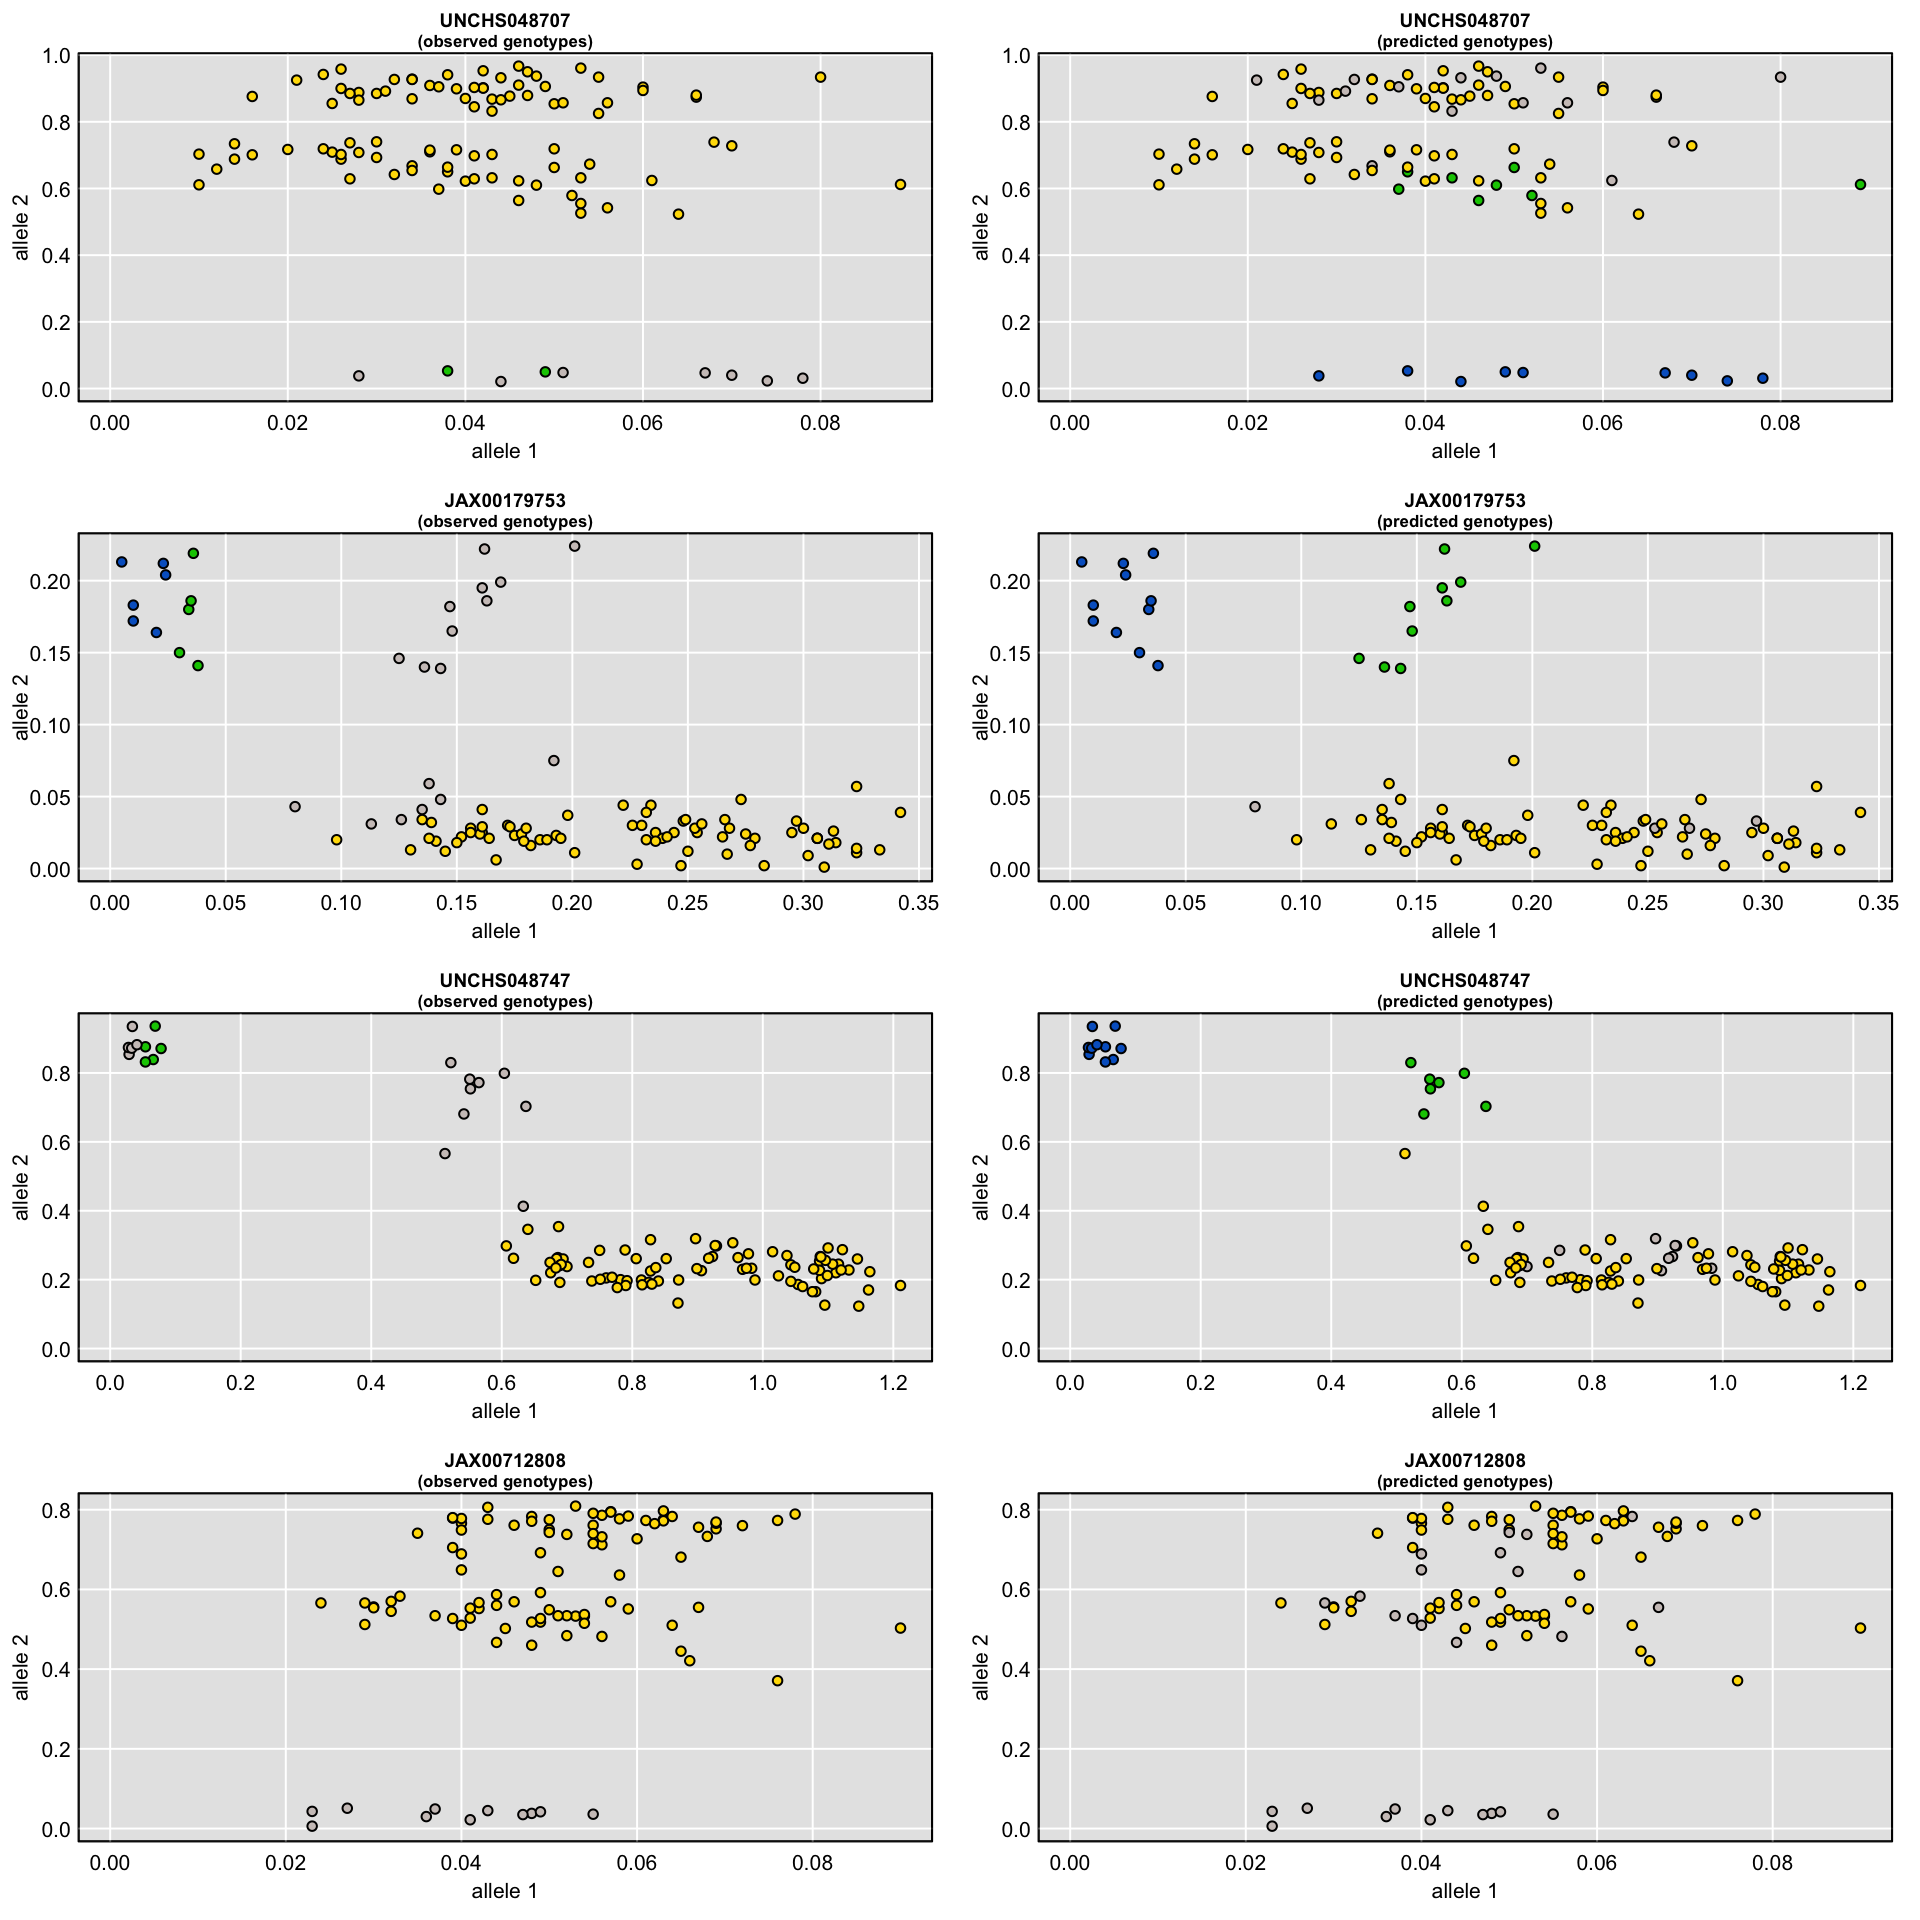 UNCHS048707
(observed genotypes)
1.0
0.8
0.6
0.4
0.2
0.0
allele 2
0.00 0.02 0.04 0.06 0.08
allele 1
UNCHS048707
(predicted genotypes)
1.0
0.8
0.6
0.4
0.2
0.0
allele 2
0.00 0.02 0.04 0.06 0.08
allele 1
JAX00179753
(observed genotypes)
0.20
0.15
0.10
0.05
0.00
allele 2
0.00 0.05 0.10 0.15 0.20 0.25 0.30 0.35
allele 1
JAX00179753
(predicted genotypes)
0.20
0.15
0.10
0.05
0.00
allele 2
0.00 0.05 0.10 0.15 0.20 0.25 0.30 0.35
allele 1
UNCHS048747
(observed genotypes)
0.8
0.6
0.4
0.2
0.0
allele 2
0.0 0.2 0.4 0.6 0.8 1.0 1.2
allele 1
UNCHS048747
(predicted genotypes)
0.8
0.6
0.4
0.2
0.0
allele 2
0.0 0.2 0.4 0.6 0.8 1.0 1.2
allele 1
JAX00712808
(observed genotypes)
0.8
0.6
0.4
0.2
0.0
allele 2
0.00 0.02 0.04 0.06 0.08
allele 1
JAX00712808
(predicted genotypes)
0.8
0.6
0.4
0.2
0.0
allele 2
0.00 0.02 0.04 0.06 0.08
allele 1